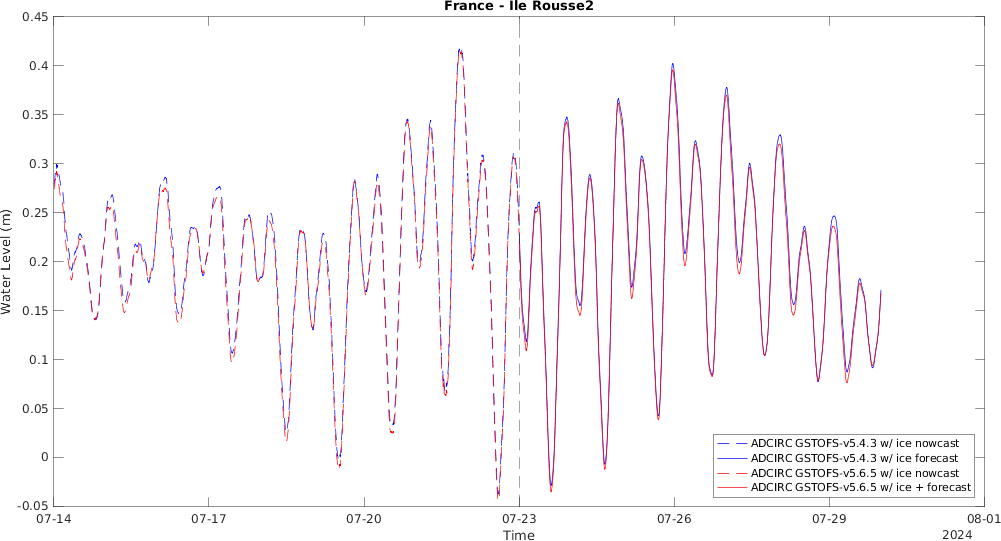 France - Ile Rousse2
0.45
0.4
0.35
0.3
0.25
0.2
0.15
0.1
0.05
0
-0.05
Water Level (m)
07-14
07-17
07-20
07-23
07-26
07-29
08-01
Time
2024
ADCIRC GSTOFS-v5.4.3 w/ ice nowcast
ADCIRC GSTOFS-v5.4.3 w/ ice forecast
ADCIRC GSTOFS-v5.6.5 w/ ice nowcast
ADCIRC GSTOFS-v5.6.5 w/ ice + forecast